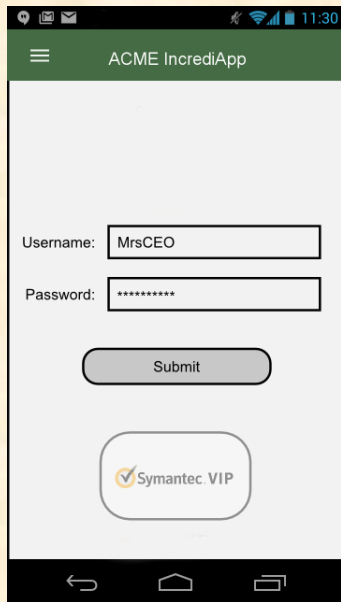 11:30
ACME IncrediApp
Username: MrsCEO
Password: **********
Submit
Symantec. VIP